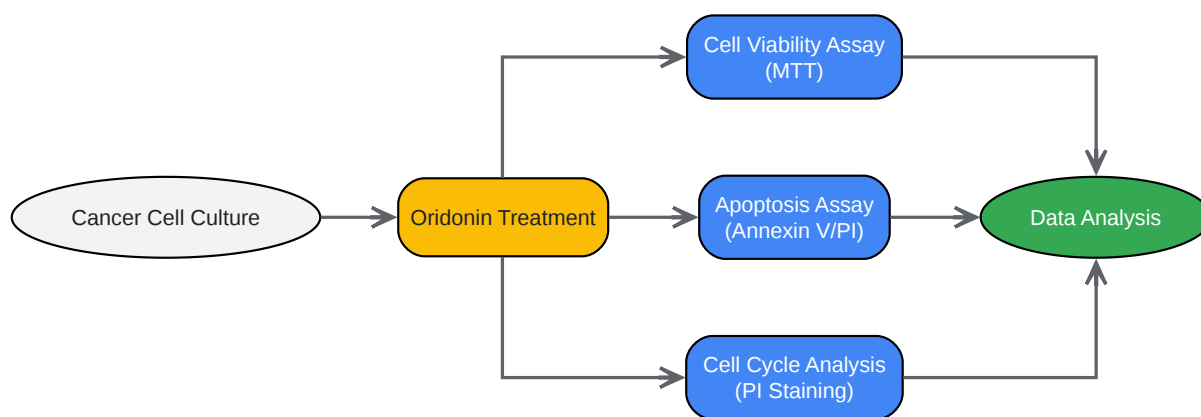 Cell Viability Assay
(MTT)
Cancer Cell Culture
Oridonin Treatment
Apoptosis Assay
(Annexin V/PI)
Data Analysis
Cell Cycle Analysis
(PI Staining)